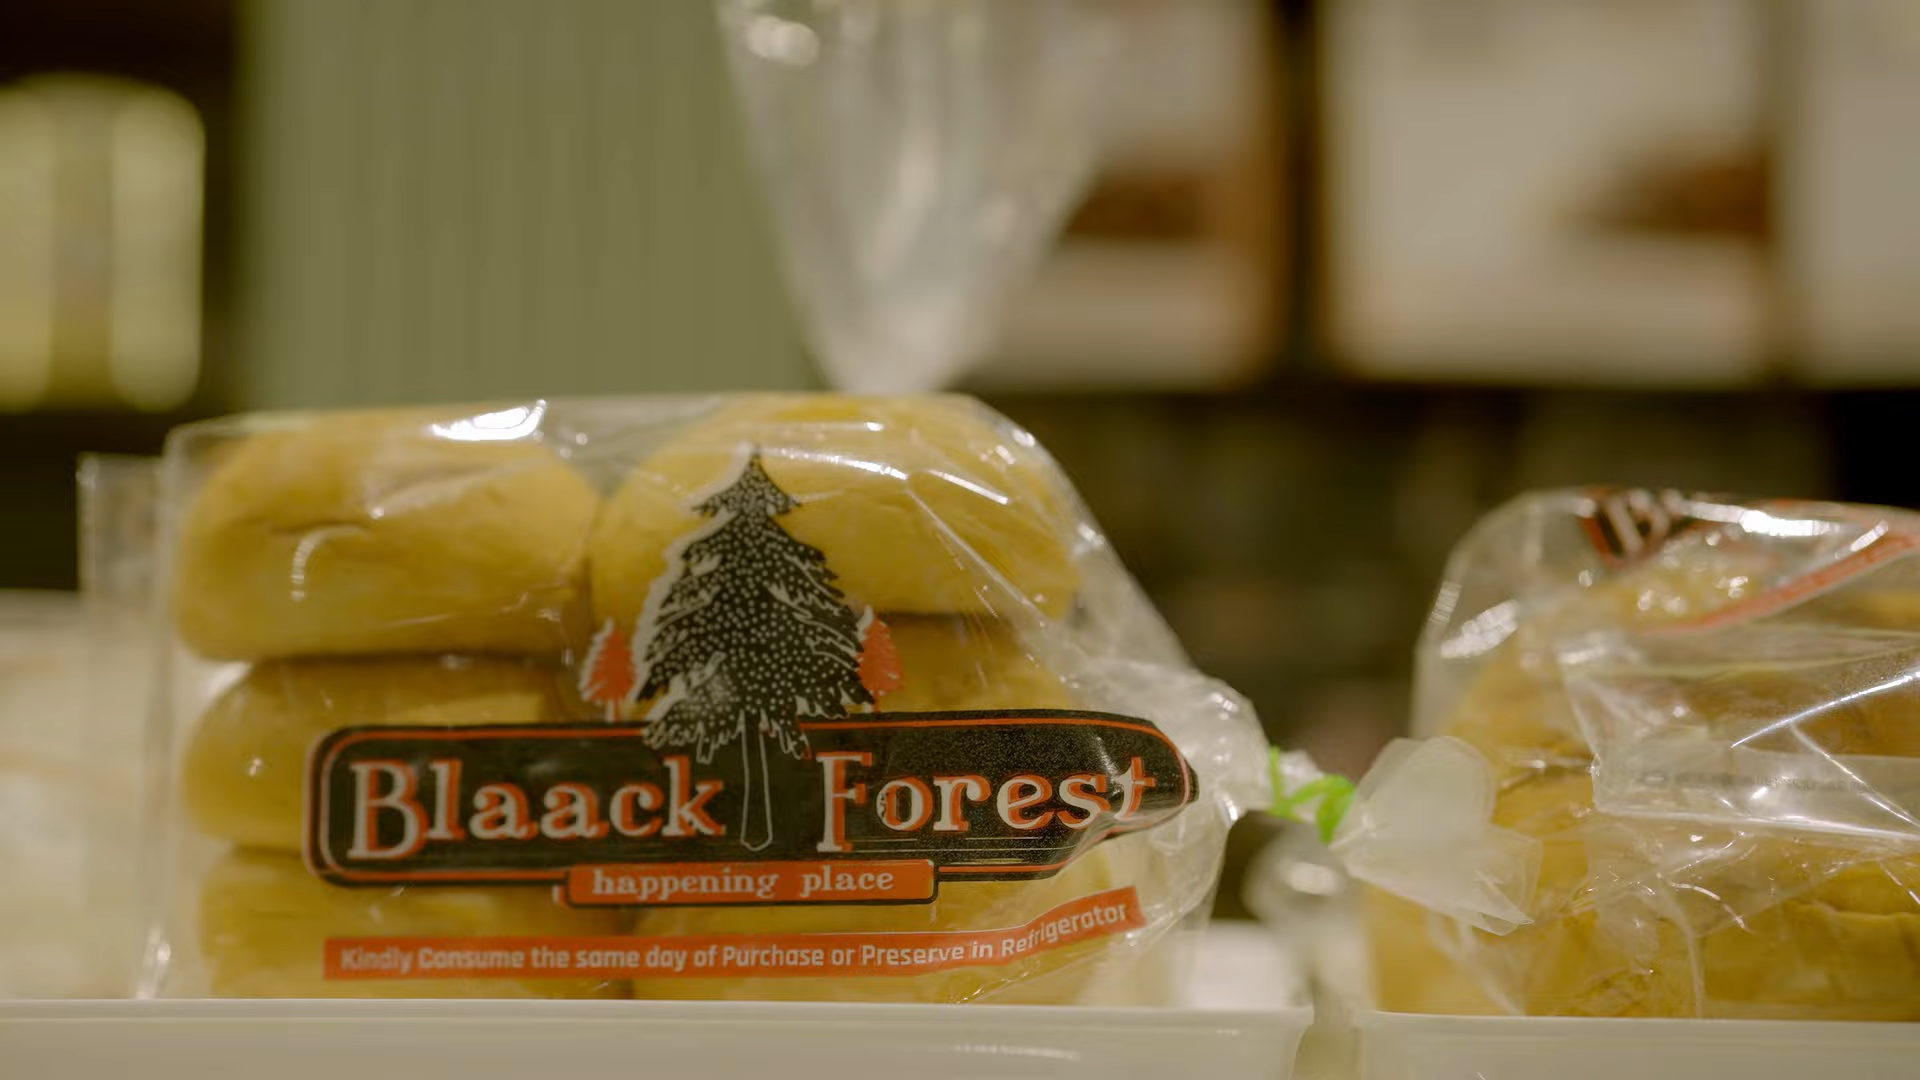 Blaack Forest
happening place
Kindly Consume the same day of Purchase or Preserve in Refrigerator
B